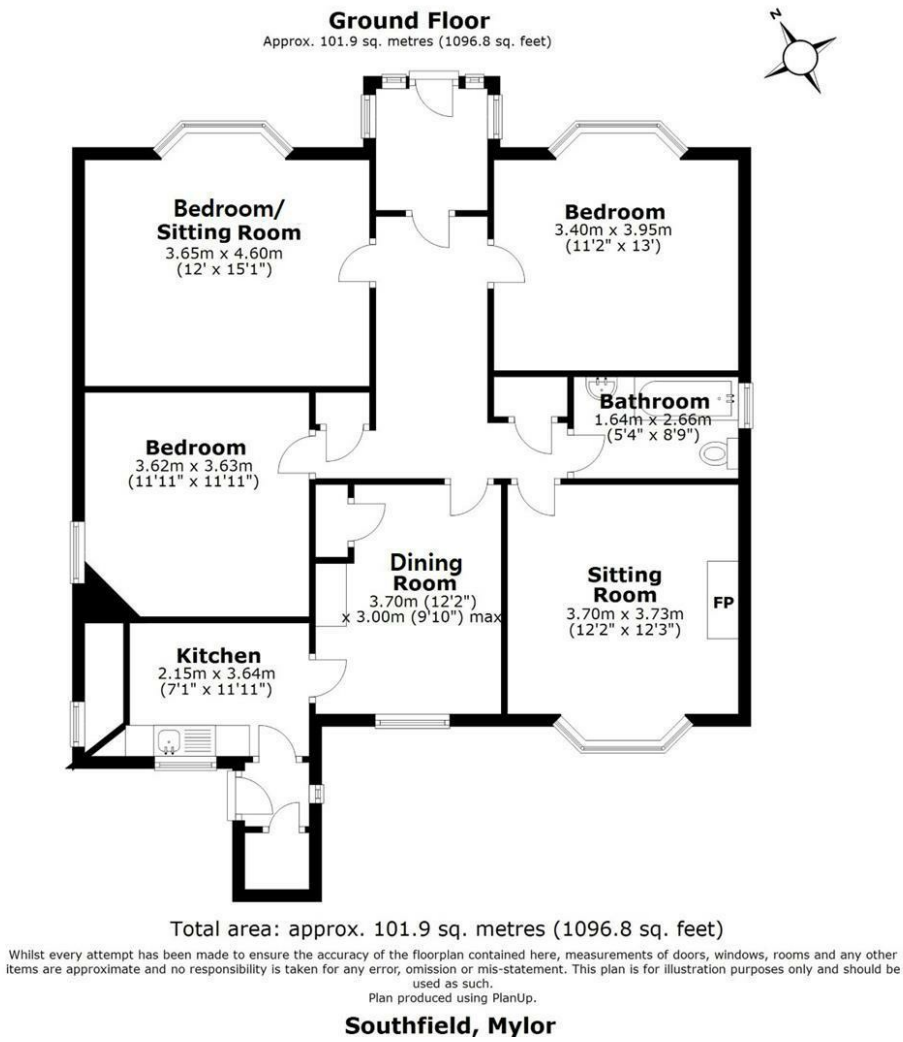 Ground Floor
Approx. 101.9 sq. metres (1096.8 sq. feet)
N
Bedroom/
Sitting Room
3.65m x 4.60m
(12' x 15'1")
Bedroom
3.40m x 3.95m
(11'2" x 13')
Bathroom
1.64m x 2.66m
(5'4" x 8'9")
Bedroom
3.62m x 3.63m
(11'11" x 11'11")
Dining
Room
3.70m (12'2")
x 3.00m (9'10") max
Sitting
Room
3.70m x 3.73m
(12'2" x 12'3")
FP
Kitchen
2.15m x 3.64m
(7'1" x 11'11")
Total area: approx. 101.9 sq. metres (1096.8 sq. feet)
Whilst every attempt has been made to ensure the accuracy of the floorplan contained here, measurements of doors, windows, rooms and any other
items are approximate and no responsibility is taken for any error, omission or mis-statement. This plan is for illustration purposes only and should be
used as such.
Plan produced using PlanUp.
Southfield, Mylor